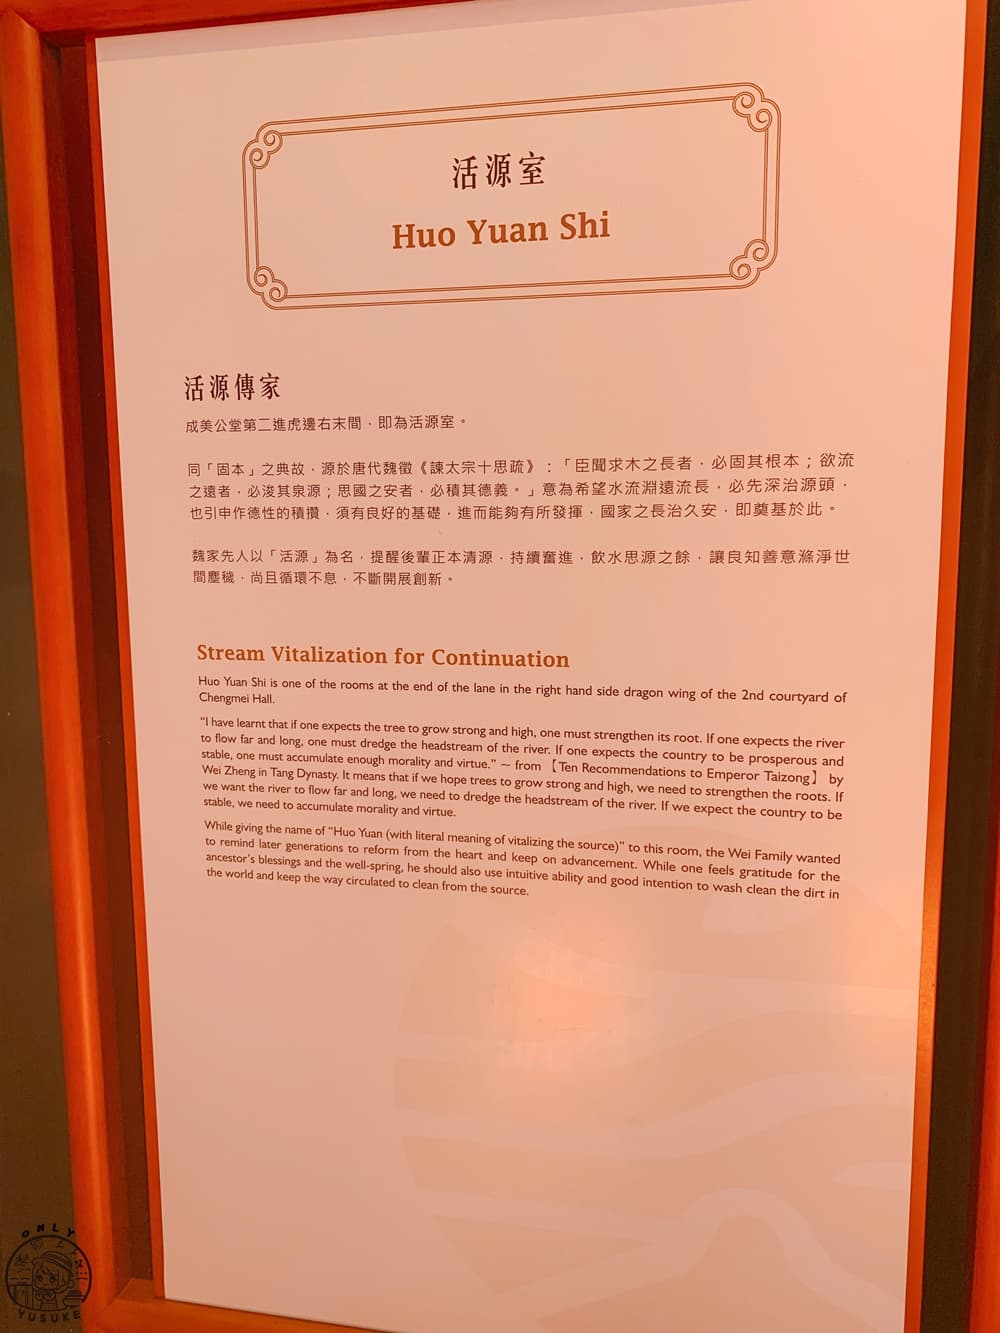 活源室
Huo Yuan Shi
活源傳家
成美公堂第二進虎邊右末間，即為活源室。
同「固本」之典故，源於唐代魏徵《諫太宗十思疏》：「臣聞求木之長者，必固其根本；欲流
之遠者，必浚其泉源；思國之安者，必積其德義。」意為希望水流淵遠流長，必先深治源頭，
也引申作德性的積攢，須有良好的基礎，進而能夠有所發揮，國家之長治久安，即奠基於此。
魏家先人以「活源」為名，提醒後輩正本清源，持續奮進，飲水思源之餘，讓良知善意滌淨世
間塵穢，尚且循環不息，不斷開展創新。
Stream Vitalization for Continuation
Huo Yuan Shi is one of the rooms at the end of the lane in the right hand side dragon wing of the 2nd courtyard of
Chengmei Hall.
“I have learnt that if one expects the tree to grow strong and high, one must strengthen its root. If one expects the river
to flow far and long, one must dredge the headstream of the river. If one expects the country to be prosperous and
stable, one must accumulate enough morality and virtue.” ~ from 【Ten Recommendations to Emperor Taizong】 by
Wei Zheng in Tang Dynasty. It means that if we hope trees to grow strong and high, we need to strengthen the roots. If
we want the river to flow far and long, we need to dredge the headstream of the river. If we expect the country to be
stable, we need to accumulate morality and virtue.
While giving the name of “Huo Yuan (with literal meaning of vitalizing the source)” to this room, the Wei Family wanted
to remind later generations to reform from the heart and keep on advancement. While one feels gratitude for the
ancestor’s blessings and the well-spring, he should also use intuitive ability and good intention to wash clean the dirt in
the world and keep the way circulated to clean from the source.
ONLY
YUSUKE